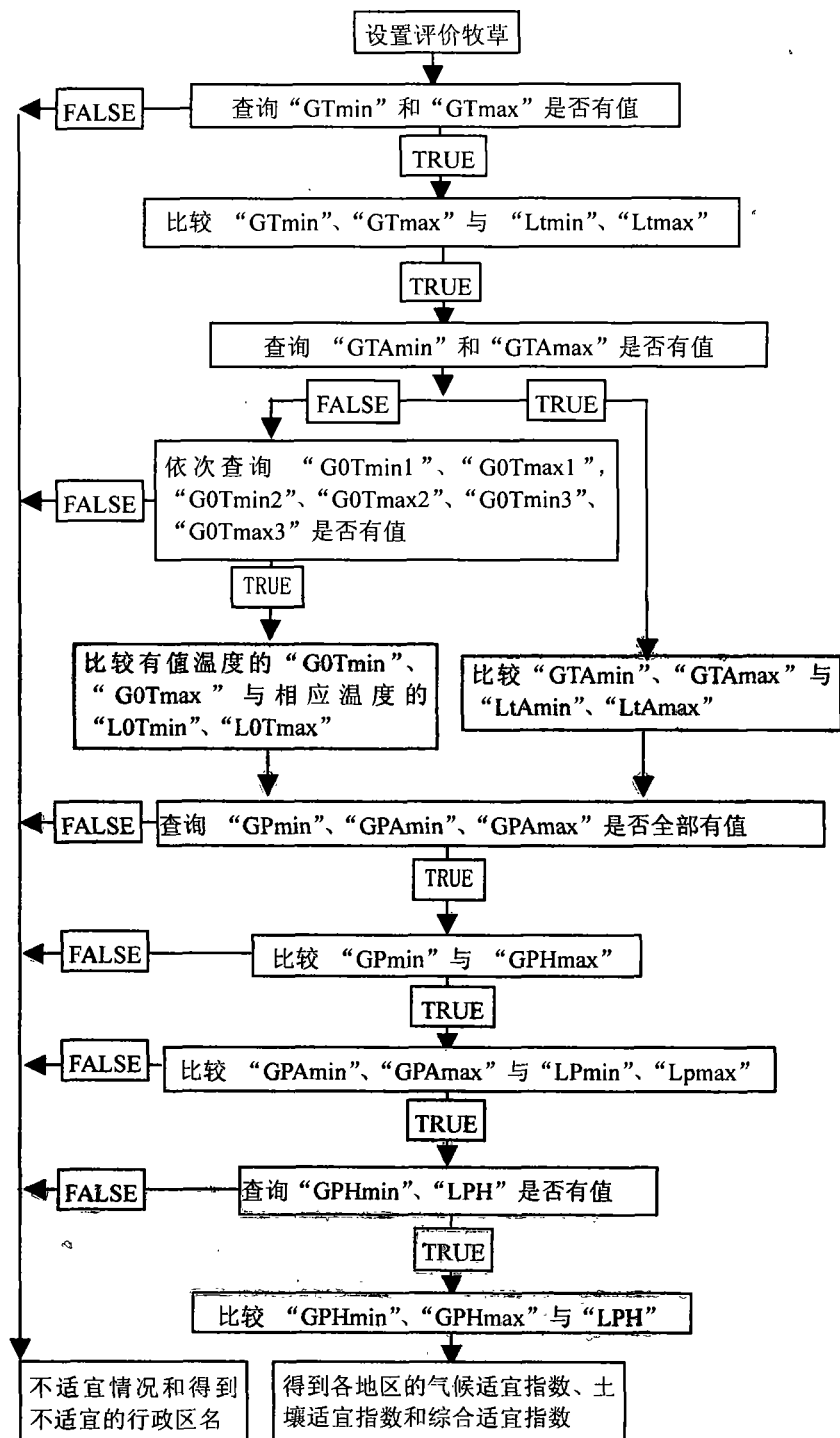 设置评价牧草
FALSE
查询“GTmin”和“GTmax”是否有值
TRUE
比较 “GTmin”、“GTmax”与 “Ltmin”、“Ltmax”
TRUE
查询 “GTAmin”和“GTAmax”是否有值
FALSE
TRUE
依次查询 “G0Tmin1”、“G0Tmax1”，
“G0Tmin2”、“G0Tmax2”、“G0Tmin3”、
“G0Tmax3”是否有值
FALSE
TRUE
比较有值温度的“G0Tmin”、
“G0Tmax”与相应温度的
“L0Tmin”、“L0Tmax”
比较“GTAmin”、“GTAmax”与
“LtAmin”、“LtAmax”
FALSE
查询 “GPmin”、“GPAmin”、“GPAmax”是否全部有值
TRUE
FALSE
比较 “GPmin”与 “GPHmax”
TRUE
FALSE
比较 “GPAmin”、“GPAmax”与“LPmin”、“Lpmax”
TRUE
FALSE
查询“GPHmin”、“LPH”是否有值
TRUE
比较 “GPHmin”、“GPHmax”与“LPH”
不适宜情况和得到
不适宜的行政区名
得到各地区的气候适宜指数、土
壤适宜指数和综合适宜指数